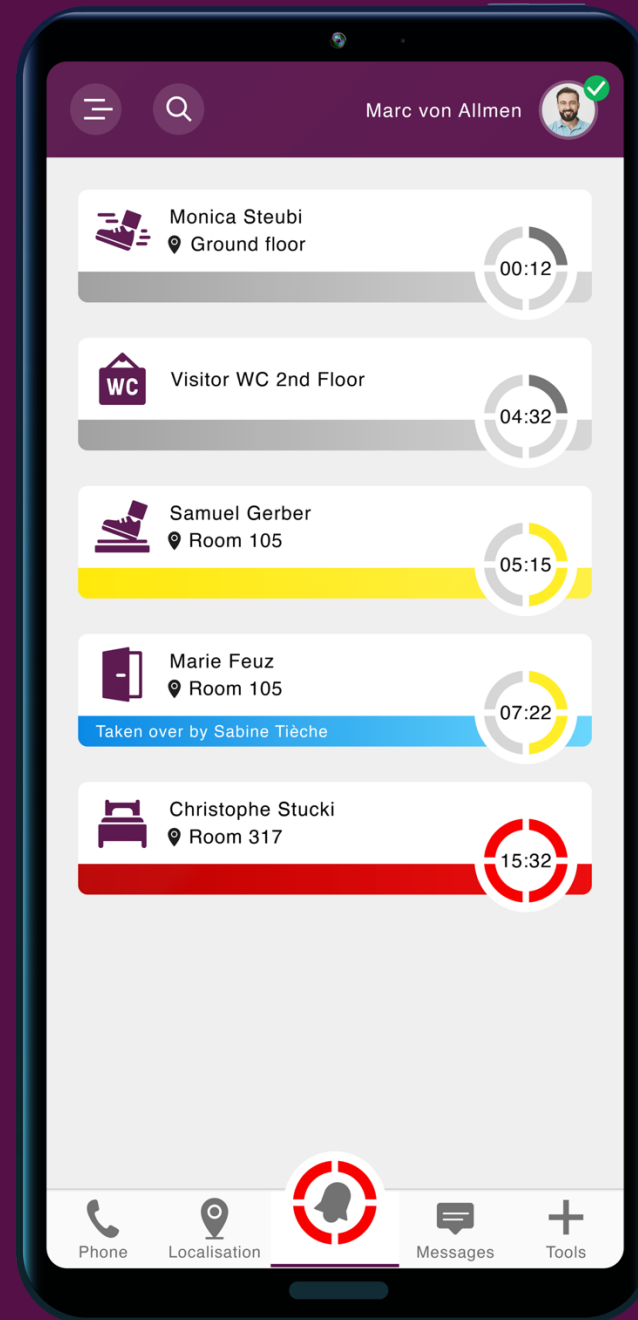 Marc von Allmen
Monica Steubi
Ground floor
00:12
WC
Visitor WC 2nd Floor
04:32
Samuel Gerber
Room 105
05:15
Marie Feuz
Room 105
07:22
Taken over by Sabine Tièche
Christophe Stucki
Room 317
15:32
Phone
Localisation
Messages
Tools